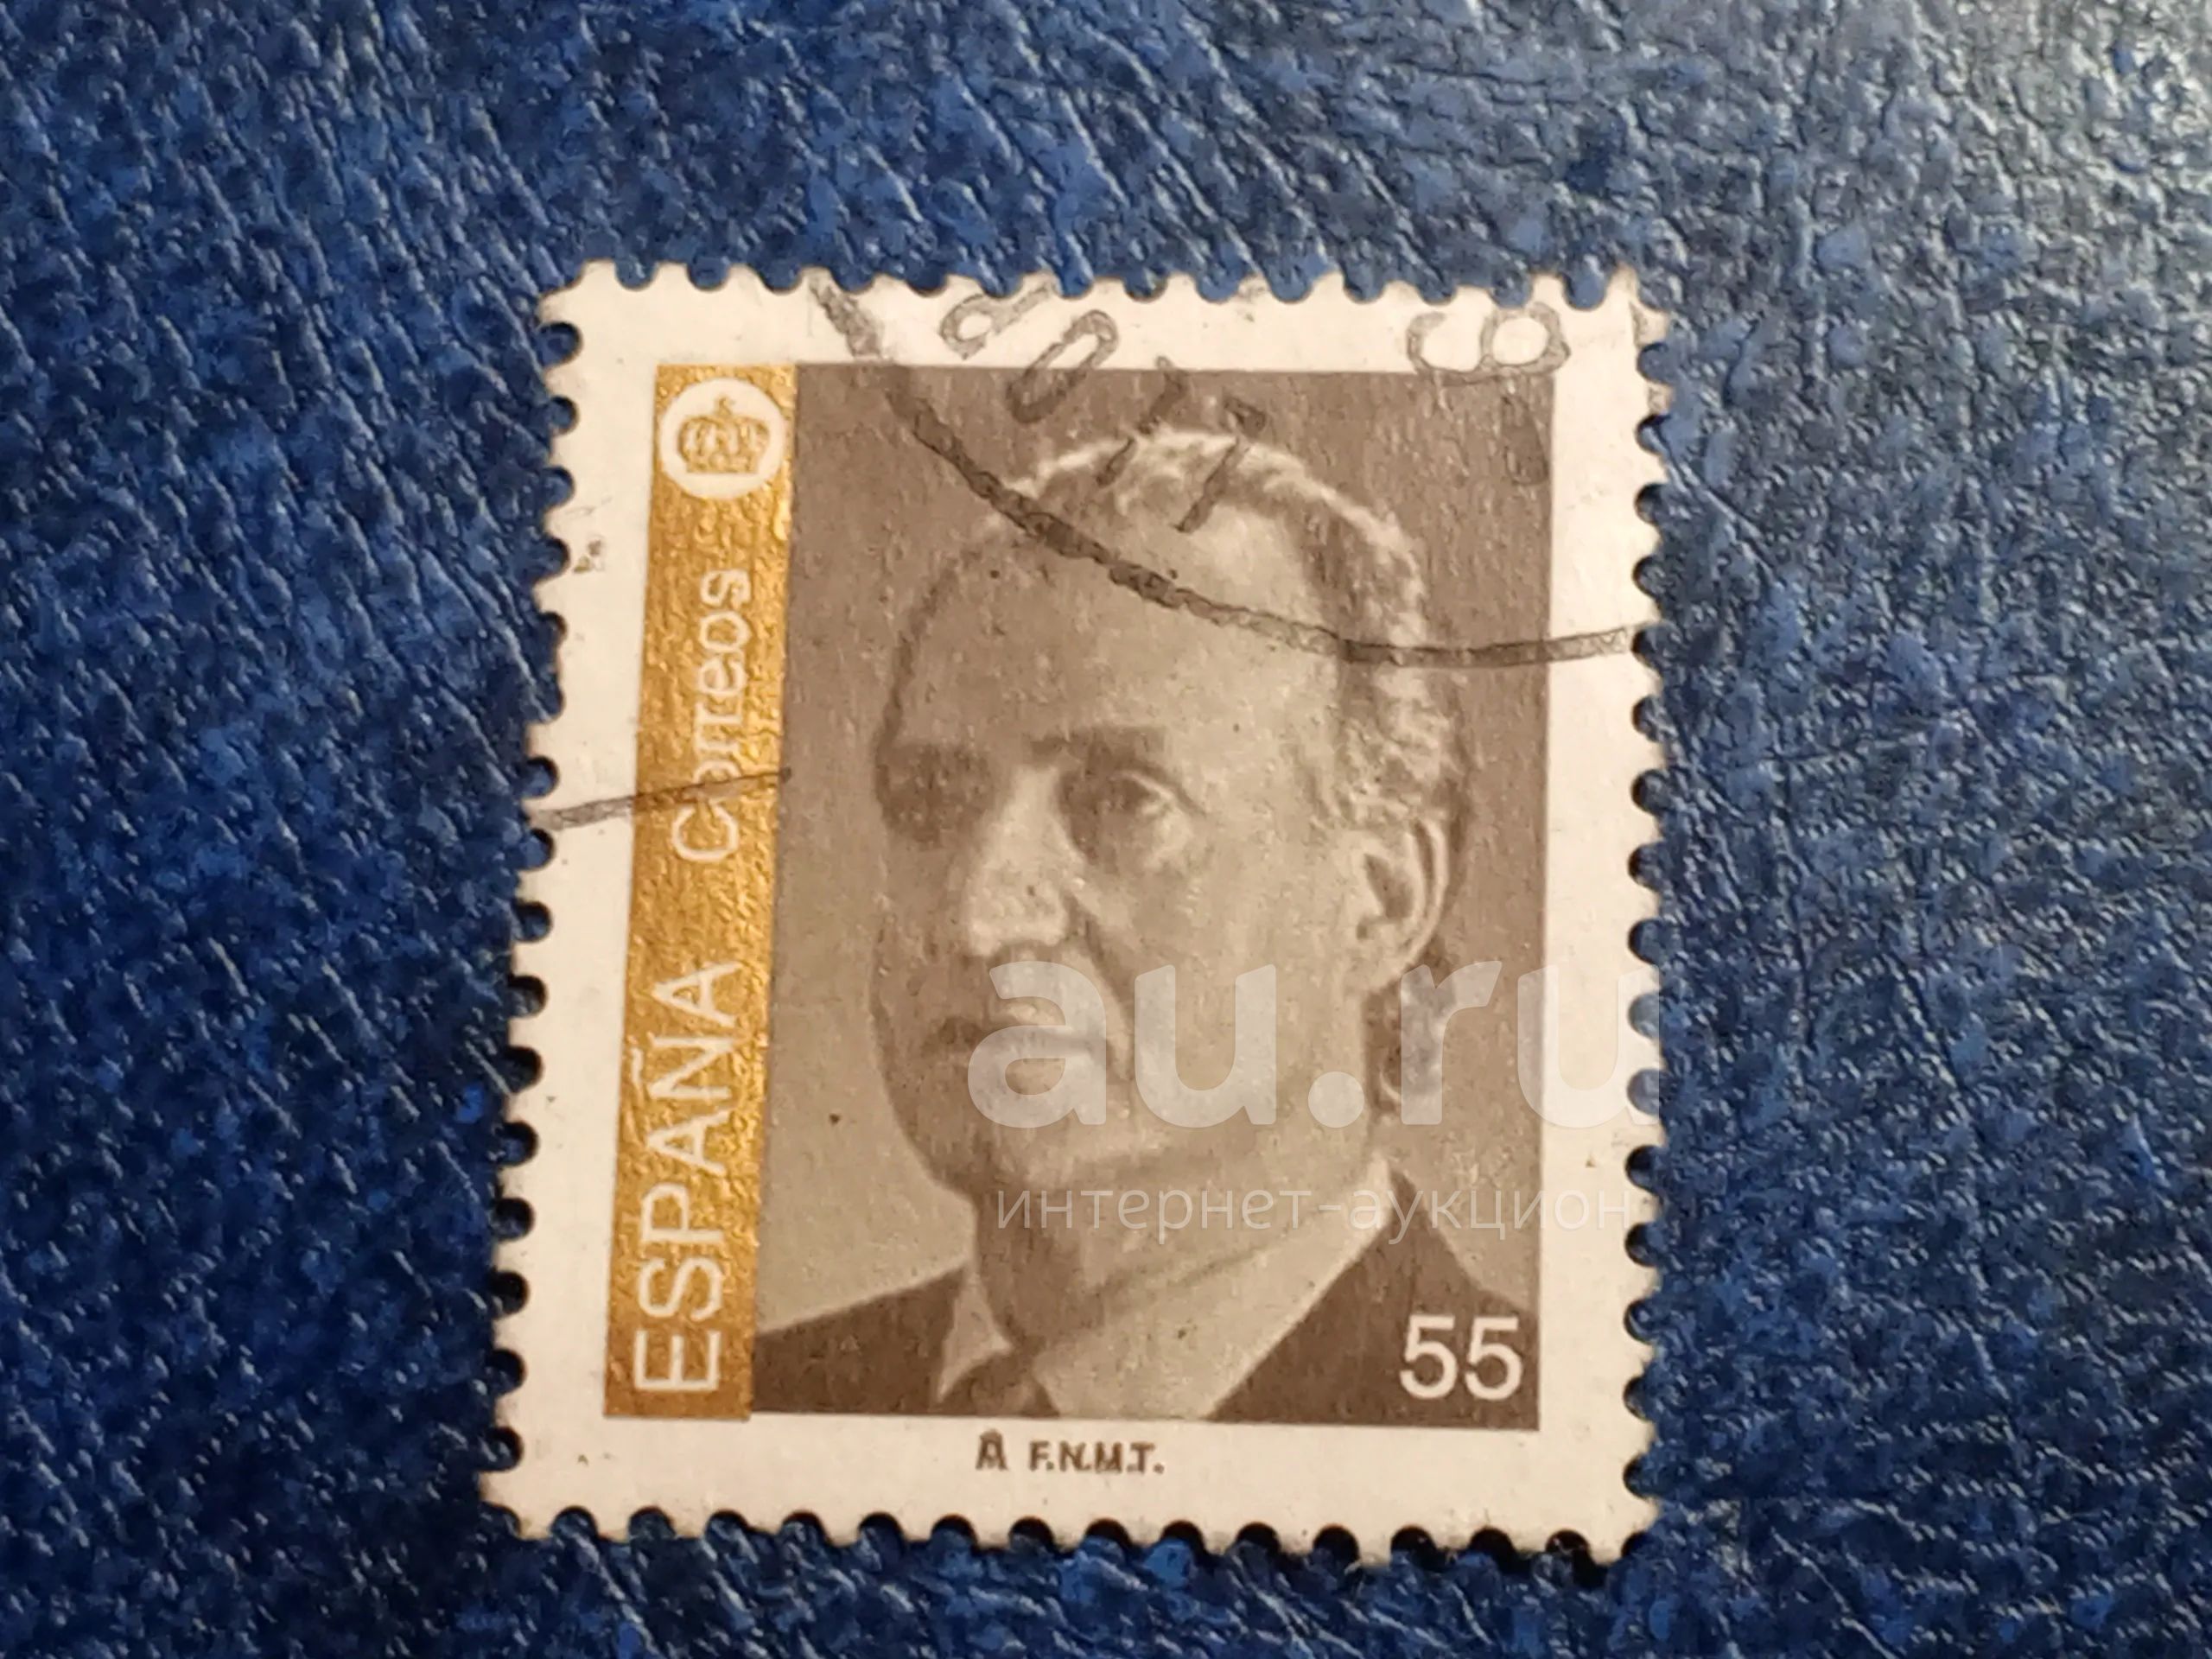 ESPAÑA Correos
55
F.N.M.T.
au.ru
интернет-аукцион